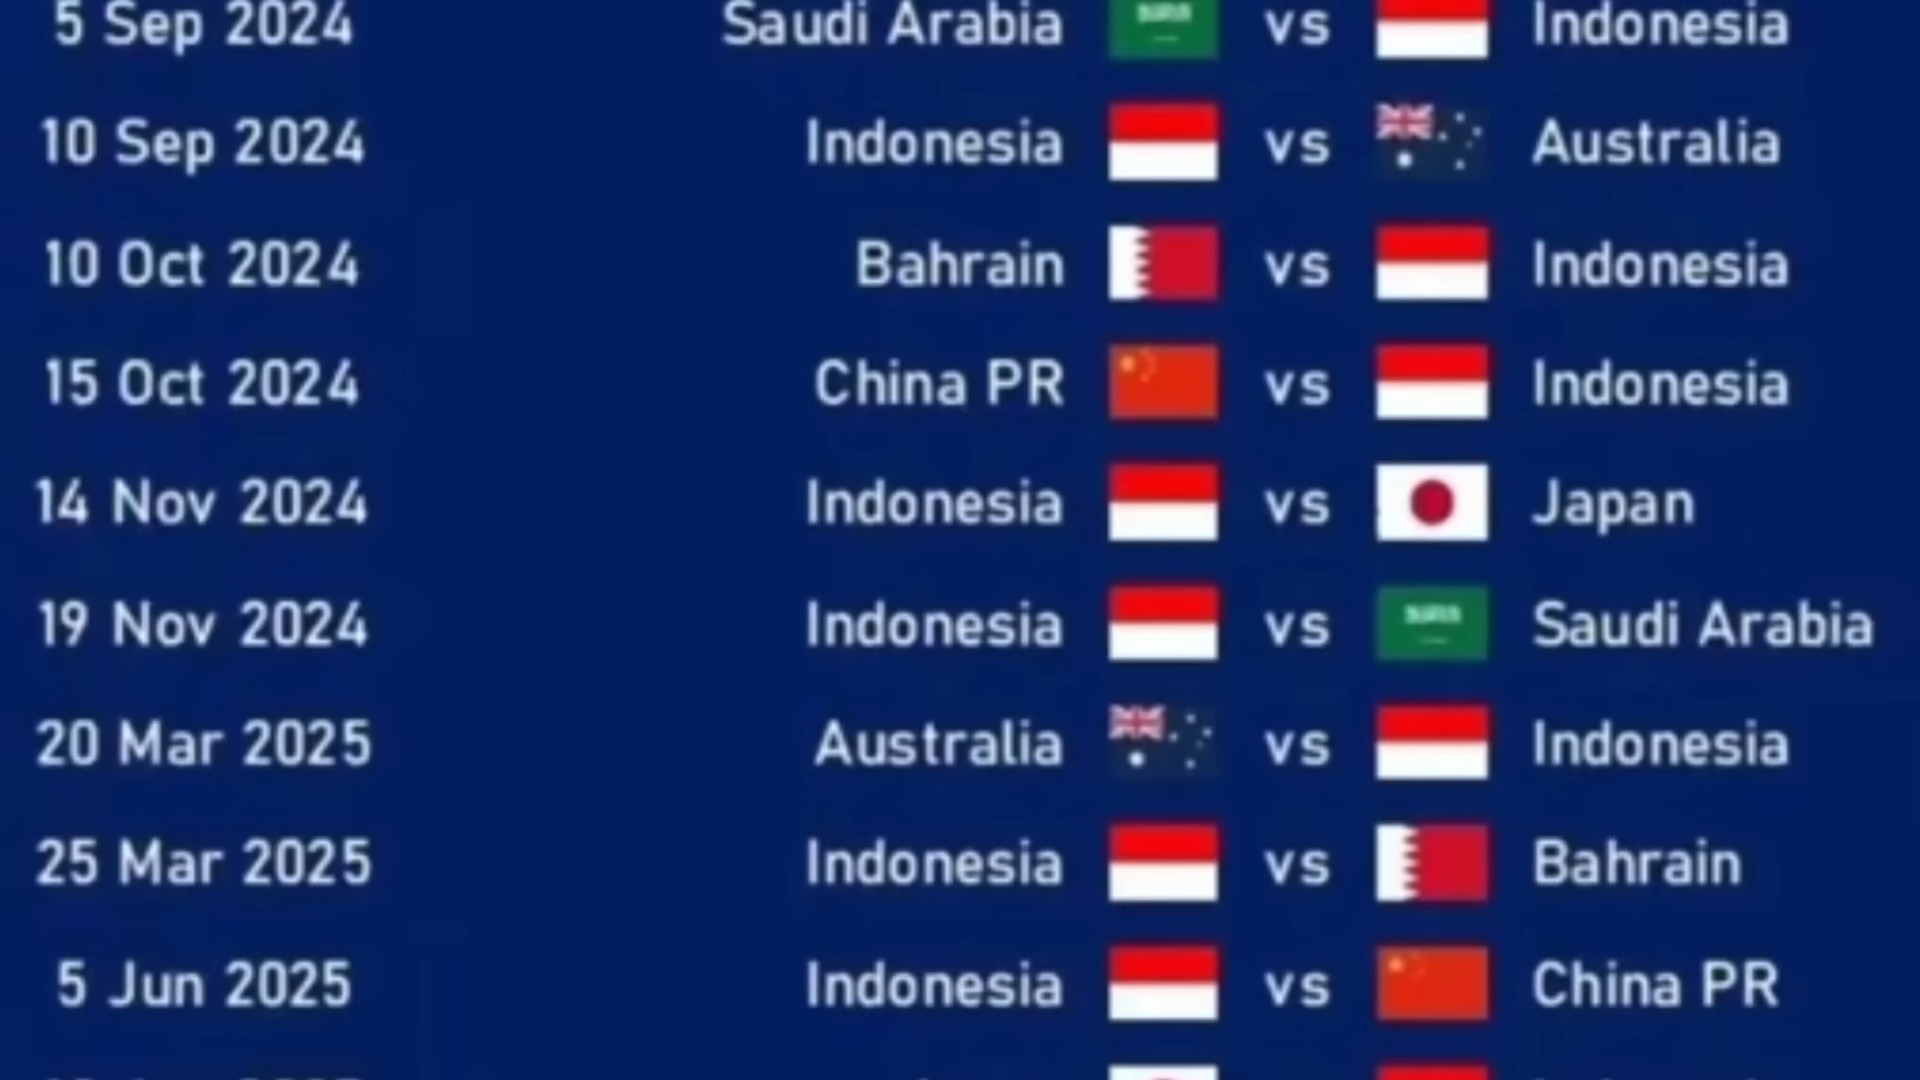 5 Sep 2024 Saudi Arabia vs Indonesia
10 Sep 2024 Indonesia vs Australia
10 Oct 2024 Bahrain vs Indonesia
15 Oct 2024 China PR vs Indonesia
14 Nov 2024 Indonesia vs Japan
19 Nov 2024 Indonesia vs Saudi Arabia
20 Mar 2025 Australia vs Indonesia
25 Mar 2025 Indonesia vs Bahrain
5 Jun 2025 Indonesia vs China PR